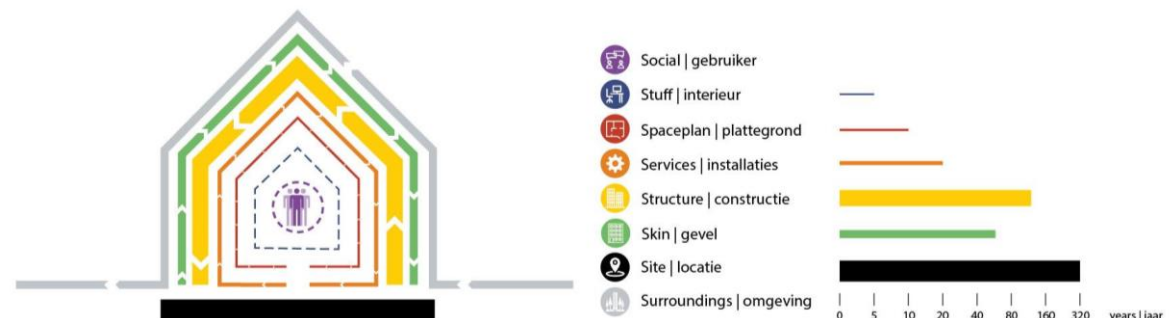 Social | gebruiker
Stuff | interieur
Spaceplan | plattegrond
Services | installaties
Structure | constructie
Skin | gevel
Site | locatie
Surroundings | omgeving
0 5 10 20 40 80 160 320 years | jaar